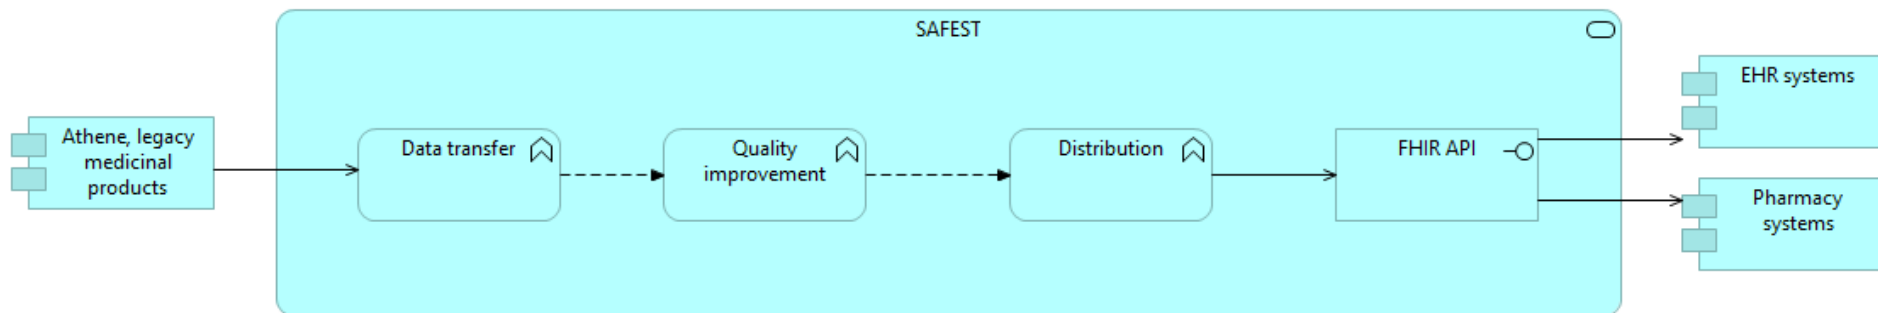 SAFEST
Athene, legacy
medicinal
products
Data transfer
Quality
improvement
Distribution
FHIR API
EHR systems
Pharmacy
systems